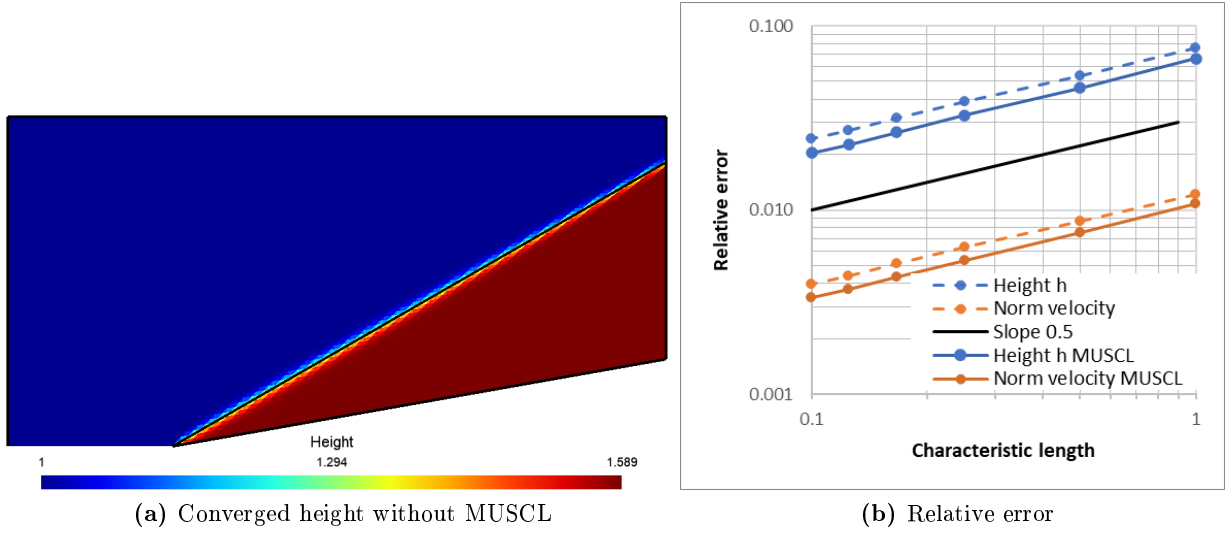 Height
1 1.294 1.589
(a) Converged height without MUSCL
0.100
0.010
0.001
Relative error
Height h
Norm velocity
Slope 0.5
Height h MUSCL
Norm velocity MUSCL
0.1 1
Characteristic length
(b) Relative error